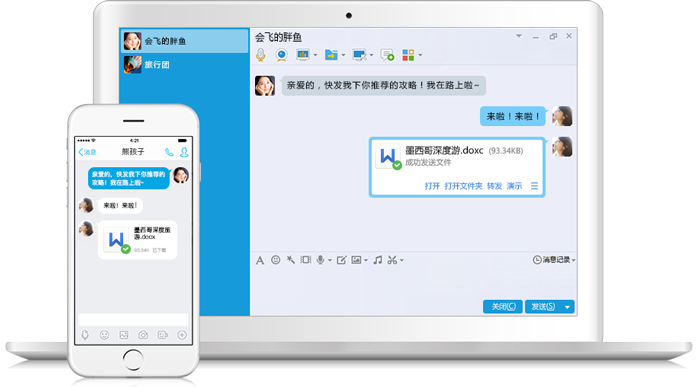 会飞的胖鱼
旅行团
会飞的胖鱼
亲爱的，快发我下你推荐的攻略！我在路上啦~
来啦！来啦！
墨西哥深度游.doxc (93.34KB)
成功发送文件
打开 打开文件夹 转发 演示
消息记录
关闭(C) 发送(S)
4:21
消息 熊孩子
亲爱的，快发我下你推荐的
攻略！我在路上啦~
来啦！来啦！
墨西哥深度旅
游.docx
93.34K 已下载